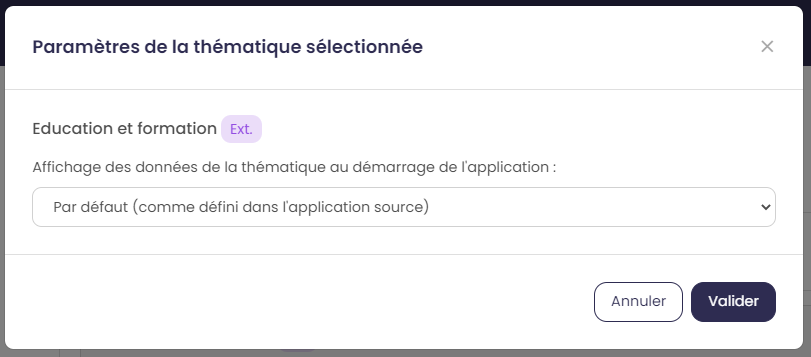 Paramètres de la thématique sélectionnée
Education et formation Ext.
Affichage des données de la thématique au démarrage de l'application :
Par défaut (comme défini dans l'application source)
Annuler Valider